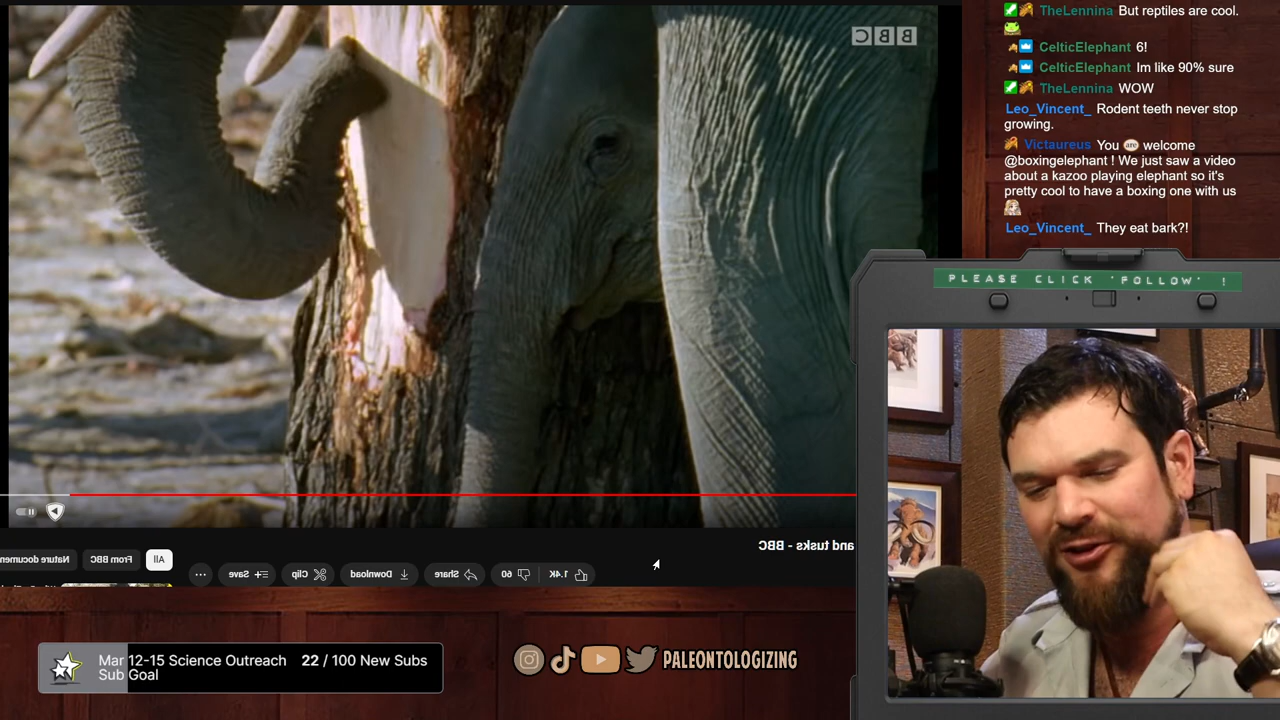 BBC
TheLennina But reptiles are cool.
CelticElephant 6!
CelticElephant Im like 90% sure
TheLennina WOW
Leo_Vincent_ Rodent teeth never stop
growing.
Victaureus You are welcome
@boxingelephant ! We just saw a video
about a kazoo playing elephant so it's
pretty cool to have a boxing one with us
Leo_Vincent_ They eat bark?!
PLEASE CLICK 'FOLLOW' !
and tusks - BBC
All
From BBC
Nature documen
1.4K
60
Share
Download
Clip
Save
Mar 12-15 Science Outreach 22 / 100 New Subs
Sub Goal
PALEONTOLOGIZING